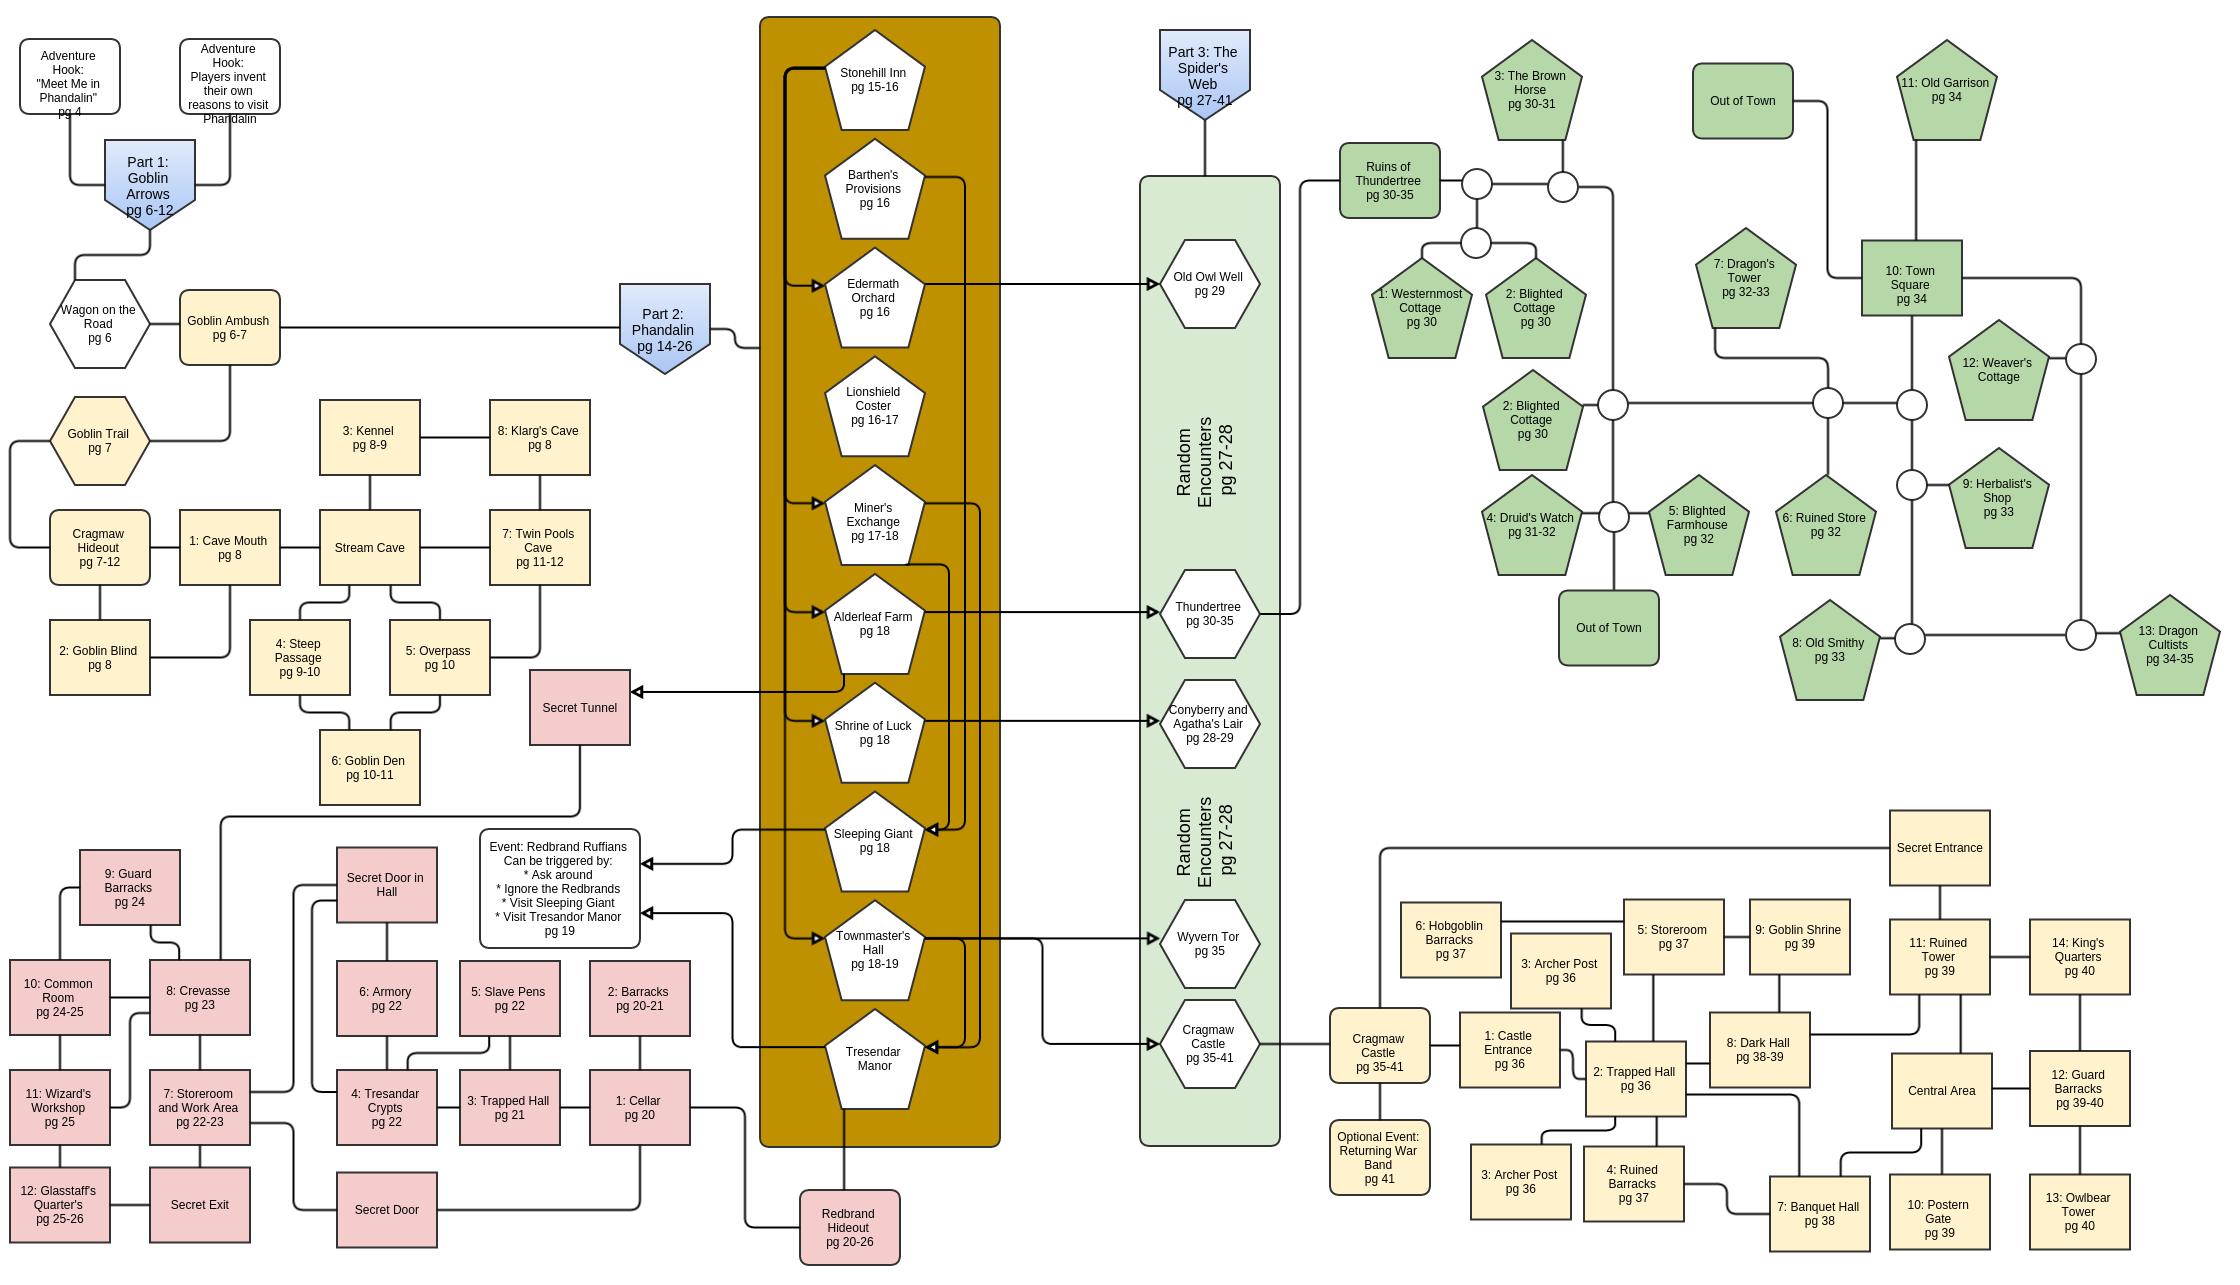 Adventure
Hook:
"Meet Me in
Phandalin"
pg 4
Adventure
Hook:
Players invent
their own
reasons to visit
Phandalin
Part 1:
Goblin
Arrows
pg 6-12
Wagon on the
Road
pg 6
Goblin Ambush
pg 6-7
Goblin Trail
pg 7
Cragmaw
Hideout
pg 7-12
1: Cave Mouth
pg 8
2: Goblin Blind
pg 8
3: Kennel
pg 8-9
8: Klarg's Cave
pg 8
Stream Cave
7: Twin Pools
Cave
pg 11-12
4: Steep
Passage
pg 9-10
5: Overpass
pg 10
6: Goblin Den
pg 10-11
Part 2:
Phandalin
pg 14-26
Stonehill Inn
pg 15-16
Barthen's
Provisions
pg 16
Edermath
Orchard
pg 16
Lionshield
Coster
pg 16-17
Miner's
Exchange
pg 17-18
Alderleaf Farm
pg 18
Shrine of Luck
pg 18
Sleeping Giant
pg 18
Townmaster's
Hall
pg 18-19
Tresendar
Manor
Secret Tunnel
Event: Redbrand Ruffians
Can be triggered by:
* Ask around
* Ignore the Redbrands
* Visit Sleeping Giant
* Visit Tresandor Manor
pg 19
9: Guard
Barracks
pg 24
10: Common
Room
pg 24-25
8: Crevasse
pg 23
11: Wizard's
Workshop
pg 25
7: Storeroom
and Work Area
pg 22-23
12: Glasstaff's
Quarter's
pg 25-26
Secret Exit
Secret Door in
Hall
6: Armory
pg 22
5: Slave Pens
pg 22
2: Barracks
pg 20-21
4: Tresandar
Crypts
pg 22
3: Trapped Hall
pg 21
1: Cellar
pg 20
Secret Door
Redbrand
Hideout
pg 20-26
Part 3: The
Spider's
Web
pg 27-41
Old Owl Well
pg 29
Random
Encounters
pg 27-28
Thundertree
pg 30-35
Conyberry and
Agatha's Lair
pg 28-29
Random
Encounters
pg 27-28
Wyvern Tor
pg 35
Cragmaw
Castle
pg 35-41
Ruins of
Thundertree
pg 30-35
3: The Brown
Horse
pg 30-31
1: Westernmost
Cottage
pg 30
2: Blighted
Cottage
pg 30
2: Blighted
Cottage
pg 30
4: Druid's Watch
pg 31-32
5: Blighted
Farmhouse
pg 32
Out of Town
Out of Town
11: Old Garrison
pg 34
7: Dragon's
Tower
pg 32-33
10: Town
Square
pg 34
12: Weaver's
Cottage
6: Ruined Store
pg 32
9: Herbalist's
Shop
pg 33
8: Old Smithy
pg 33
13: Dragon
Cultists
pg 34-35
Secret Entrance
6: Hobgoblin
Barracks
pg 37
3: Archer Post
pg 36
5: Storeroom
pg 37
9: Goblin Shrine
pg 39
11: Ruined
Tower
pg 39
14: King's
Quarters
pg 40
Cragmaw
Castle
pg 35-41
1: Castle
Entrance
pg 36
2: Trapped Hall
pg 36
8: Dark Hall
pg 38-39
Central Area
12: Guard
Barracks
pg 39-40
Optional Event:
Returning War
Band
pg 41
3: Archer Post
pg 36
4: Ruined
Barracks
pg 37
7: Banquet Hall
pg 38
10: Postern
Gate
pg 39
13: Owlbear
Tower
pg 40